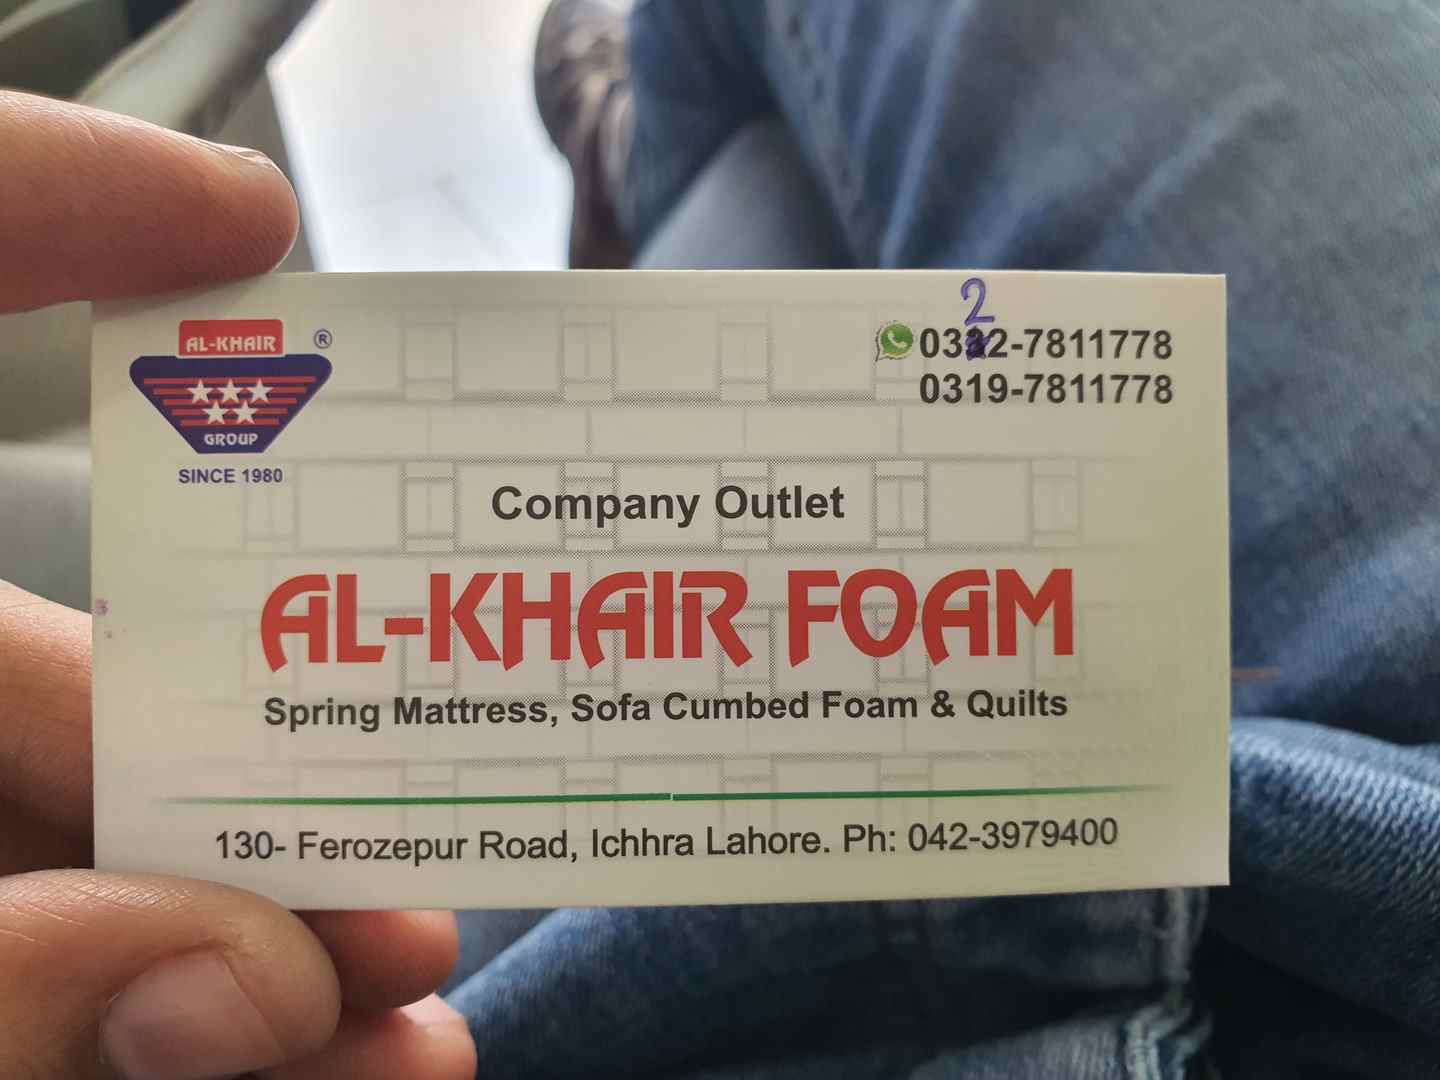 AL-KHAIR ®
GROUP
SINCE 1980
2
0332-7811778
0319-7811778
Company Outlet
AL-KHAIR FOAM
Spring Mattress, Sofa Cumbed Foam & Quilts
130- Ferozepur Road, Ichhra Lahore. Ph: 042-3979400